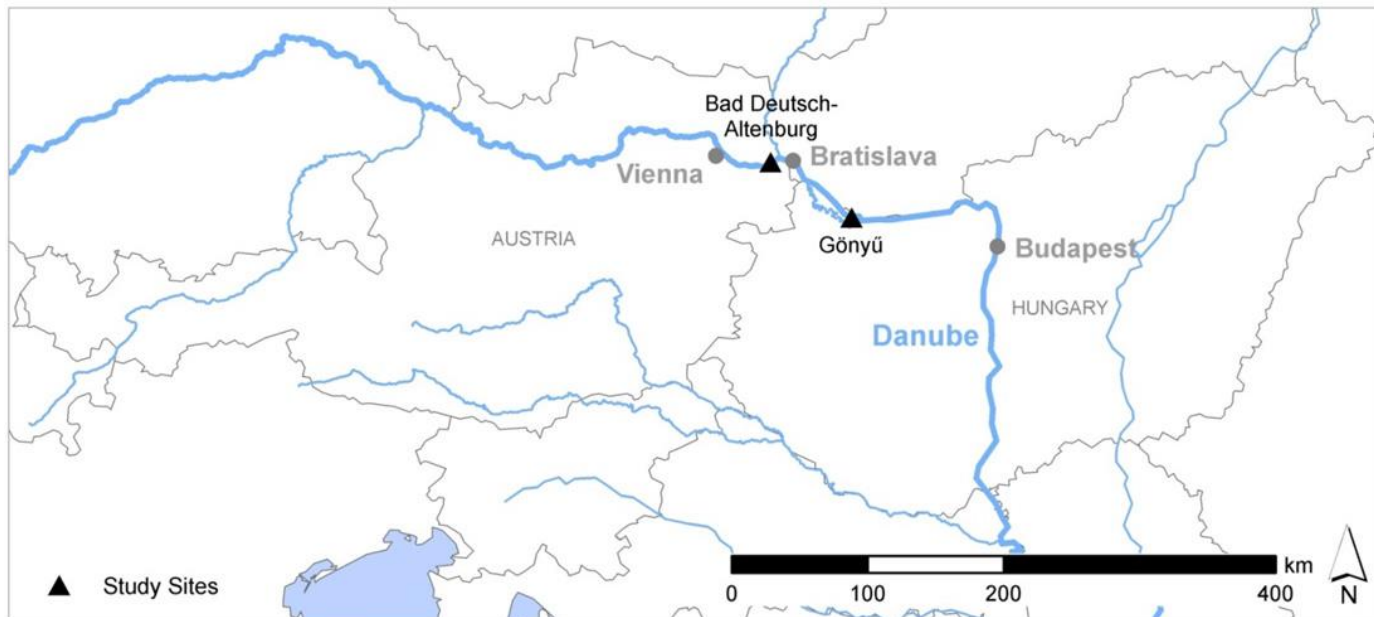 Bad Deutsch-
Altenburg
Vienna
Bratislava
AUSTRIA
Gönyű
Budapest
HUNGARY
Danube
km
0 100 200 400
N
Study Sites